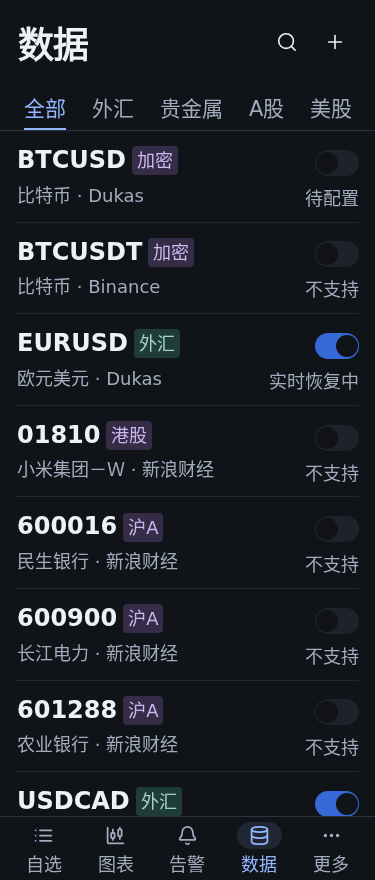 数据
全部 外汇 贵金属 A股 美股
BTCUSD 加密
比特币 · Dukas 待配置
BTCUSDT 加密
比特币 · Binance 不支持
EURUSD 外汇
欧元美元 · Dukas 实时恢复中
01810 港股
小米集团－W · 新浪财经 不支持
600016 沪A
民生银行 · 新浪财经 不支持
600900 沪A
长江电力 · 新浪财经 不支持
601288 沪A
农业银行 · 新浪财经 不支持
USDCAD 外汇
自选 图表 告警 数据 更多